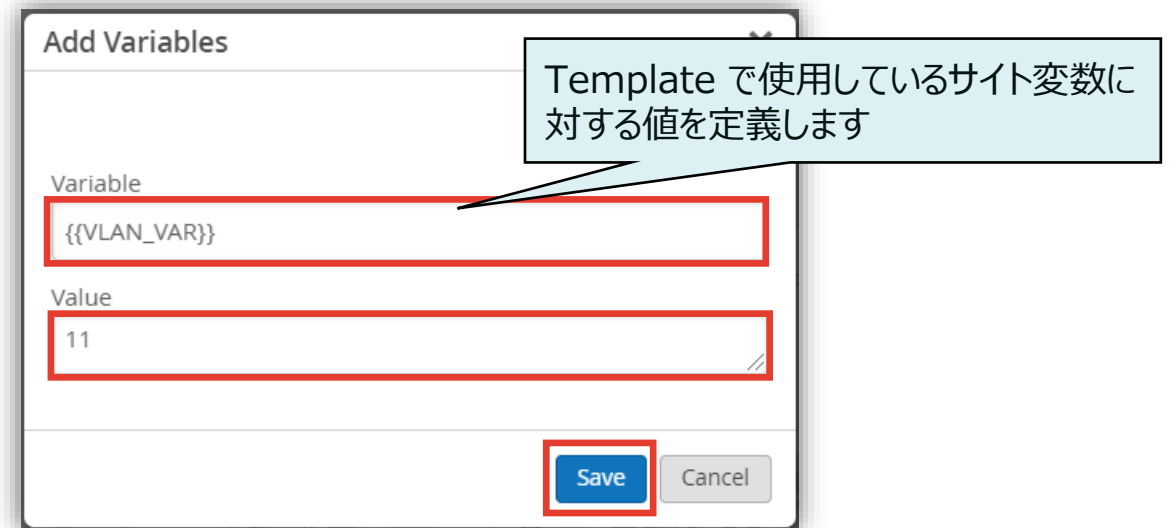 Add Variables
Template で使用しているサイト変数に
対する値を定義します
Variable
{{VLAN_VAR}}
Value
11
Save
Cancel